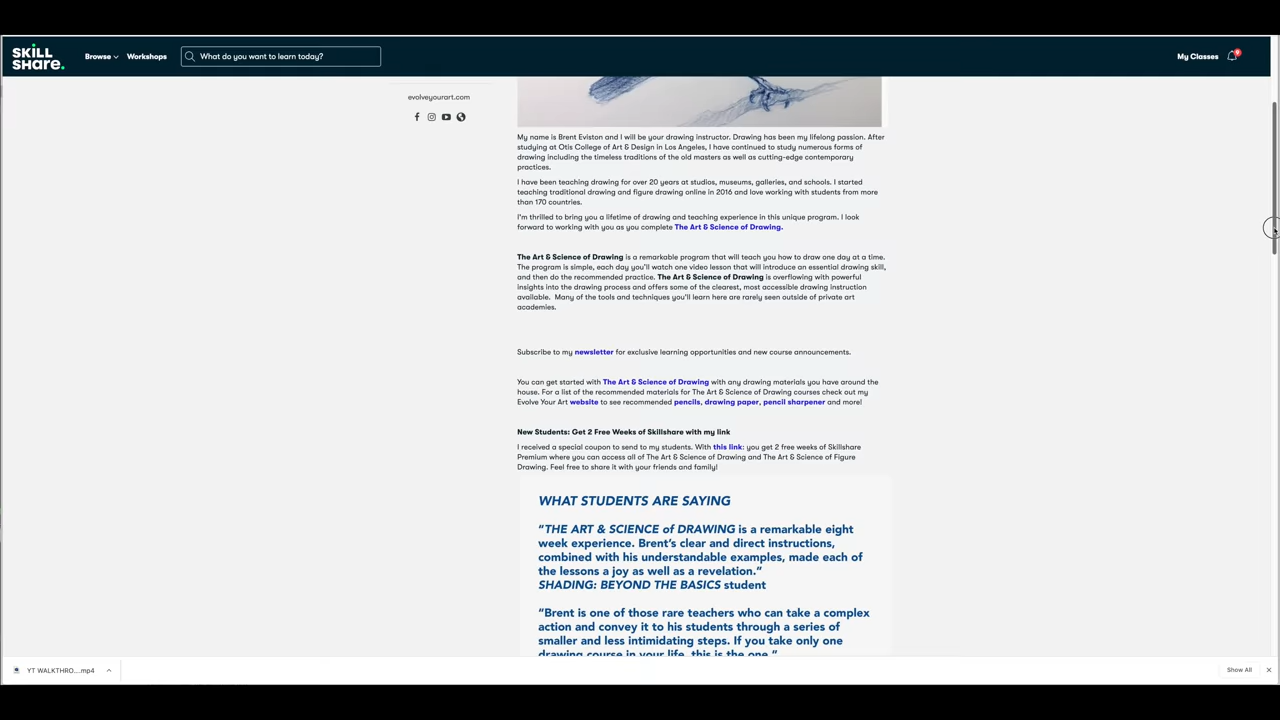 SKILL
SHARE.
Browse
Workshops
What do you want to learn today?
My Classes
9
evolveyourart.com
My name is Brent Eviston and I will be your drawing instructor. Drawing has been my lifelong passion. After
studying at Otis College of Art & Design in Los Angeles, I have continued to study numerous forms of
drawing including the timeless traditions of the old masters as well as cutting-edge contemporary
practices.
I have been teaching drawing for over 20 years at studios, museums, galleries, and schools. I started
teaching traditional drawing and figure drawing online in 2016 and love working with students from more
than 170 countries.
I'm thrilled to bring you a lifetime of drawing and teaching experience in this unique program. I look
forward to working with you as you complete The Art & Science of Drawing.
The Art & Science of Drawing is a remarkable program that will teach you how to draw one day at a time.
The program is simple, each day you'll watch one video lesson that will introduce an essential drawing skill,
and then do the recommended practice. The Art & Science of Drawing is overflowing with powerful
insights into the drawing process and offers some of the clearest, most accessible drawing instruction
available. Many of the tools and techniques you'll learn here are rarely seen outside of private art
academies.
Subscribe to my newsletter for exclusive learning opportunities and new course announcements.
You can get started with The Art & Science of Drawing with any drawing materials you have around the
house. For a list of the recommended materials for The Art & Science of Drawing courses check out my
Evolve Your Art website to see recommended pencils, drawing paper, pencil sharpener and more!
New Students: Get 2 Free Weeks of Skillshare with my link
I received a special coupon to send to my students. With this link: you get 2 free weeks of Skillshare
Premium where you can access all of The Art & Science of Drawing and The Art & Science of Figure
Drawing. Feel free to share it with your friends and family!
WHAT STUDENTS ARE SAYING
“THE ART & SCIENCE of DRAWING is a remarkable eight
week experience. Brent’s clear and direct instructions,
combined with his understandable examples, made each of
the lessons a joy as well as a revelation.”
SHADING: BEYOND THE BASICS student
“Brent is one of those rare teachers who can take a complex
action and convey it to his students through a series of
smaller and less intimidating steps. If you take only one
drawing course in your life, this is the one.”
YT WALKTHRO....mp4
Show All